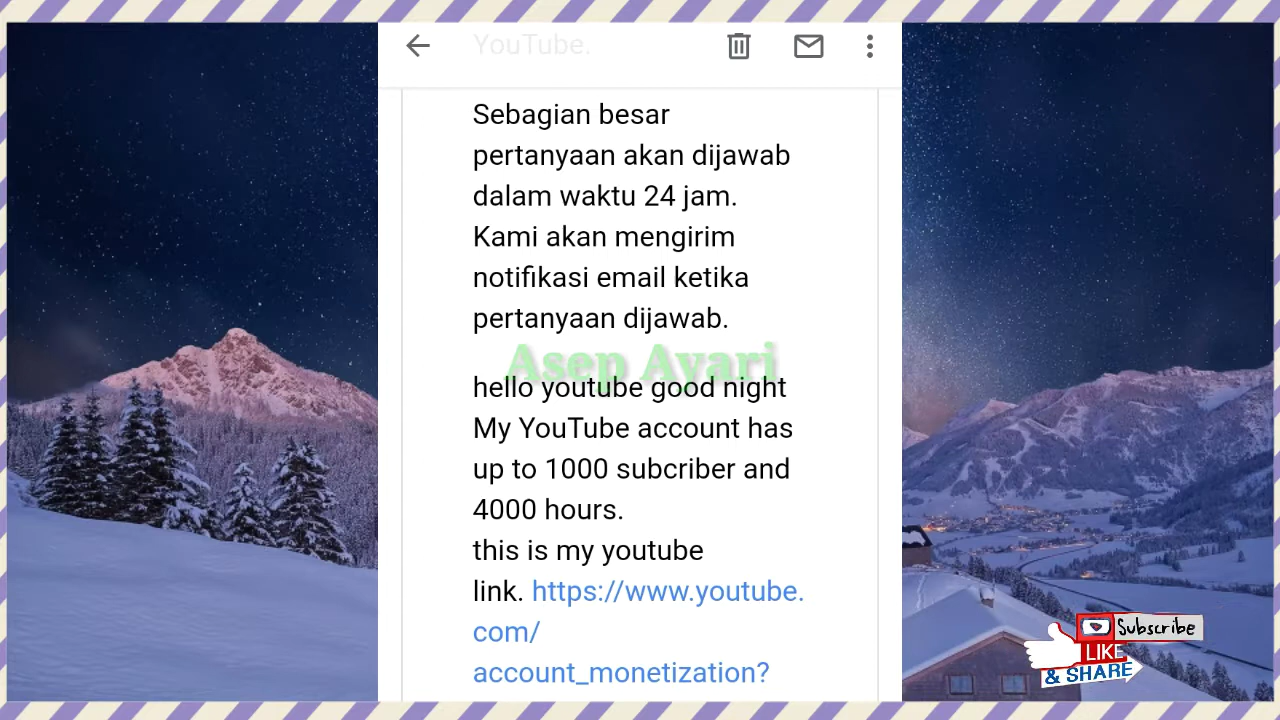 YouTube.
Sebagian besar
pertanyaan akan dijawab
dalam waktu 24 jam.
Kami akan mengirim
notifikasi email ketika
pertanyaan dijawab.
Asep Ayari
hello youtube good night
My YouTube account has
up to 1000 subcriber and
4000 hours.
this is my youtube
link. https://www.youtube.
com/
account_monetization?
Subscribe
LIKE
& SHARE